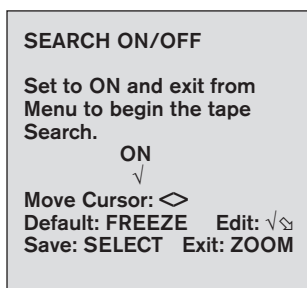 SEARCH ON/OFF
Set to ON and exit from
Menu to begin the tape
Search.
ON
√
Move Cursor: <>
Default: FREEZE Edit: √⬂
Save: SELECT Exit: ZOOM